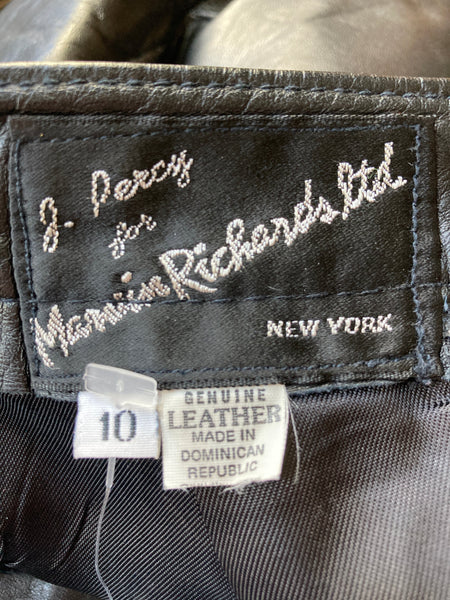 J. Percy
for
Marvin Richards, ltd.
NEW YORK
10
GENUINE
LEATHER
MADE IN
DOMINICAN
REPUBLIC